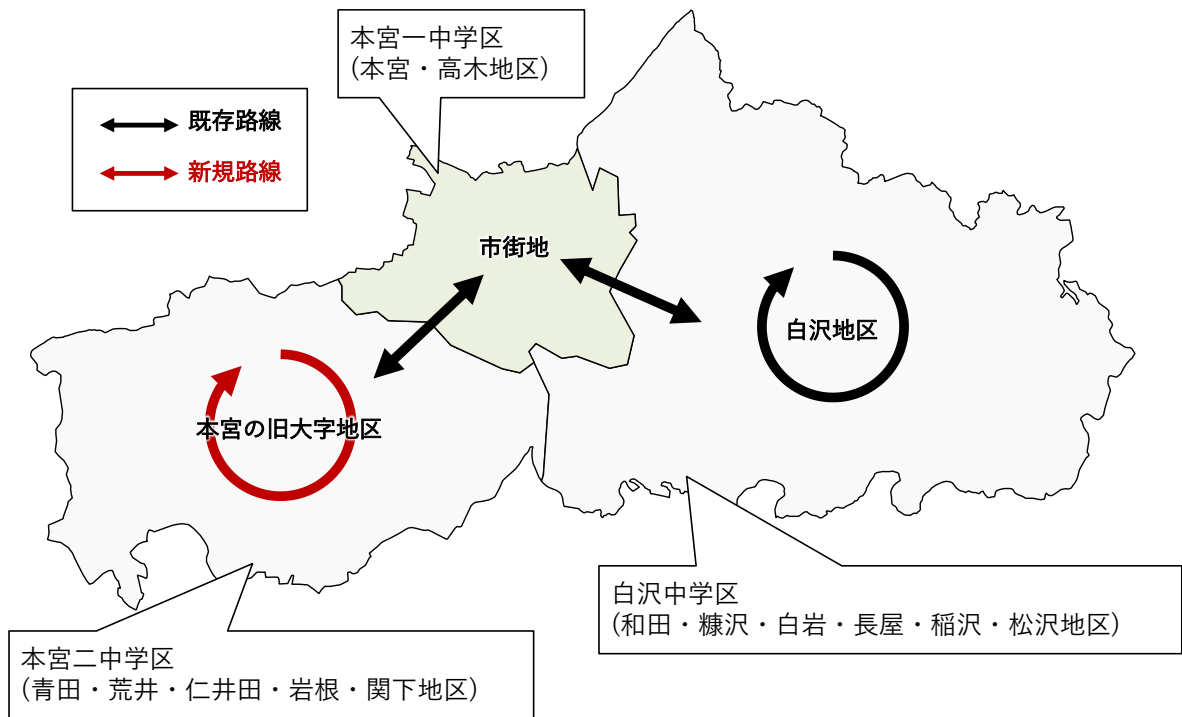 本宮一中学区
(本宮・高木地区)
既存路線
新規路線
市街地
白沢地区
本宮の旧大字地区
白沢中学区
(和田・糠沢・白岩・長屋・稲沢・松沢地区)
本宮二中学区
(青田・荒井・仁井田・岩根・関下地区)